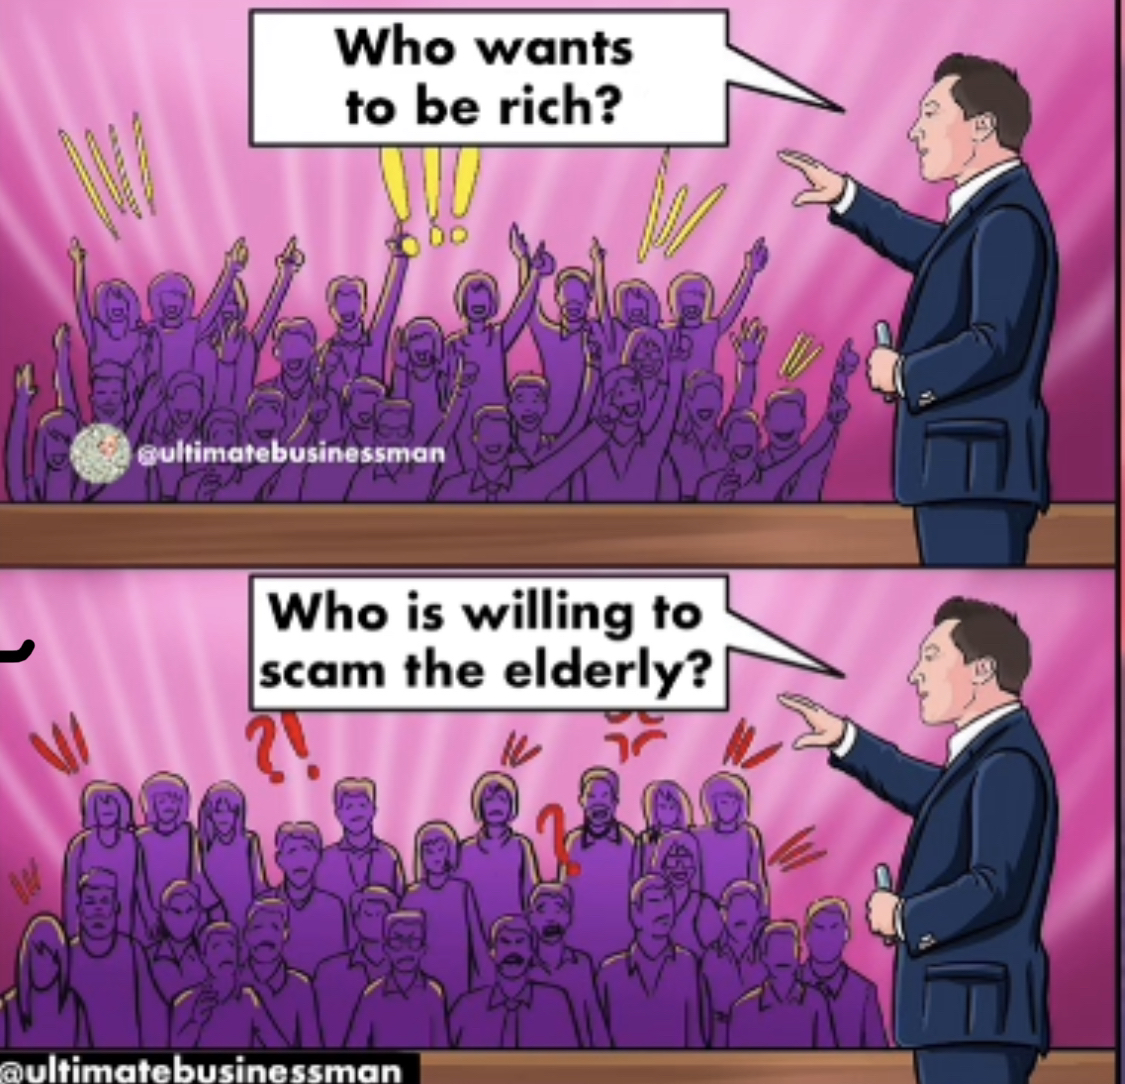 Who wants
to be rich?
@ultimatebusinessman
Who is willing to
scam the elderly?
@ultimatebusinessman